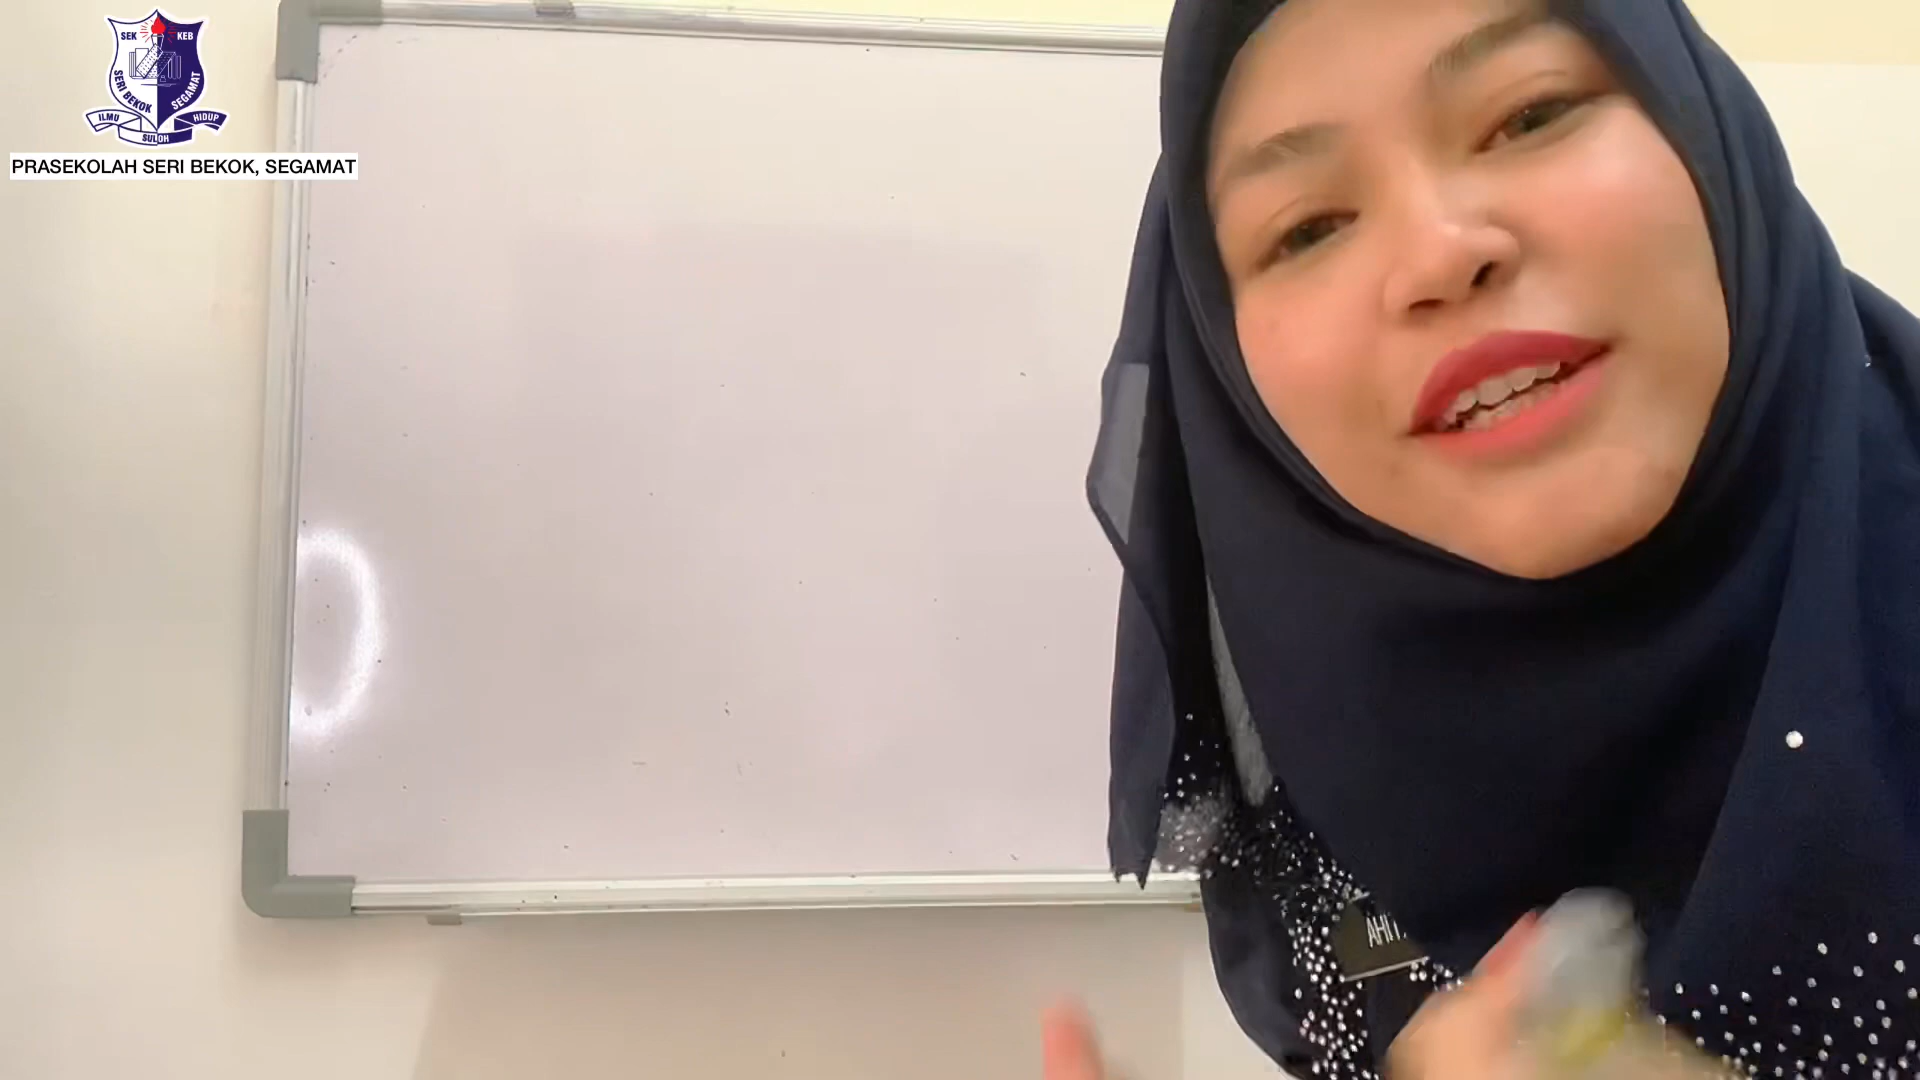 SEK KEB
SERI BEKOK SEGAMAT
ILMU SULOH HIDUP
PRASEKOLAH SERI BEKOK, SEGAMAT